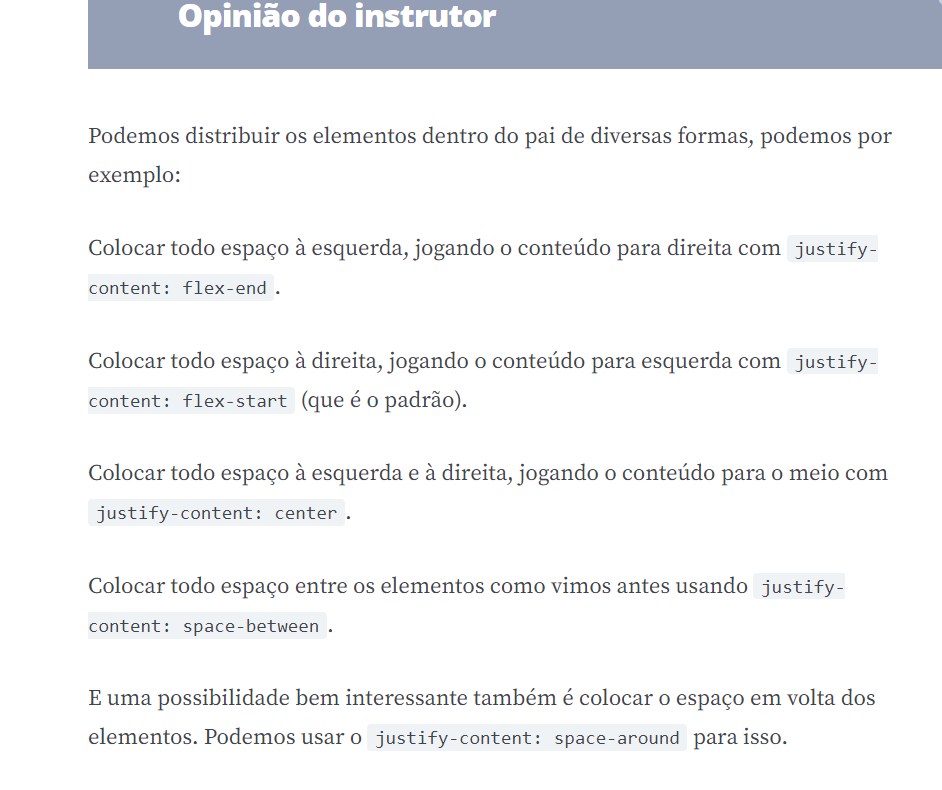 Opinião do instrutor
Podemos distribuir os elementos dentro do pai de diversas formas, podemos por
exemplo:
Colocar todo espaço à esquerda, jogando o conteúdo para direita com justify-
content: flex-end.
Colocar todo espaço à direita, jogando o conteúdo para esquerda com justify-
content: flex-start (que é o padrão).
Colocar todo espaço à esquerda e à direita, jogando o conteúdo para o meio com
justify-content: center.
Colocar todo espaço entre os elementos como vimos antes usando justify-
content: space-between.
E uma possibilidade bem interessante também é colocar o espaço em volta dos
elementos. Podemos usar o justify-content: space-around para isso.